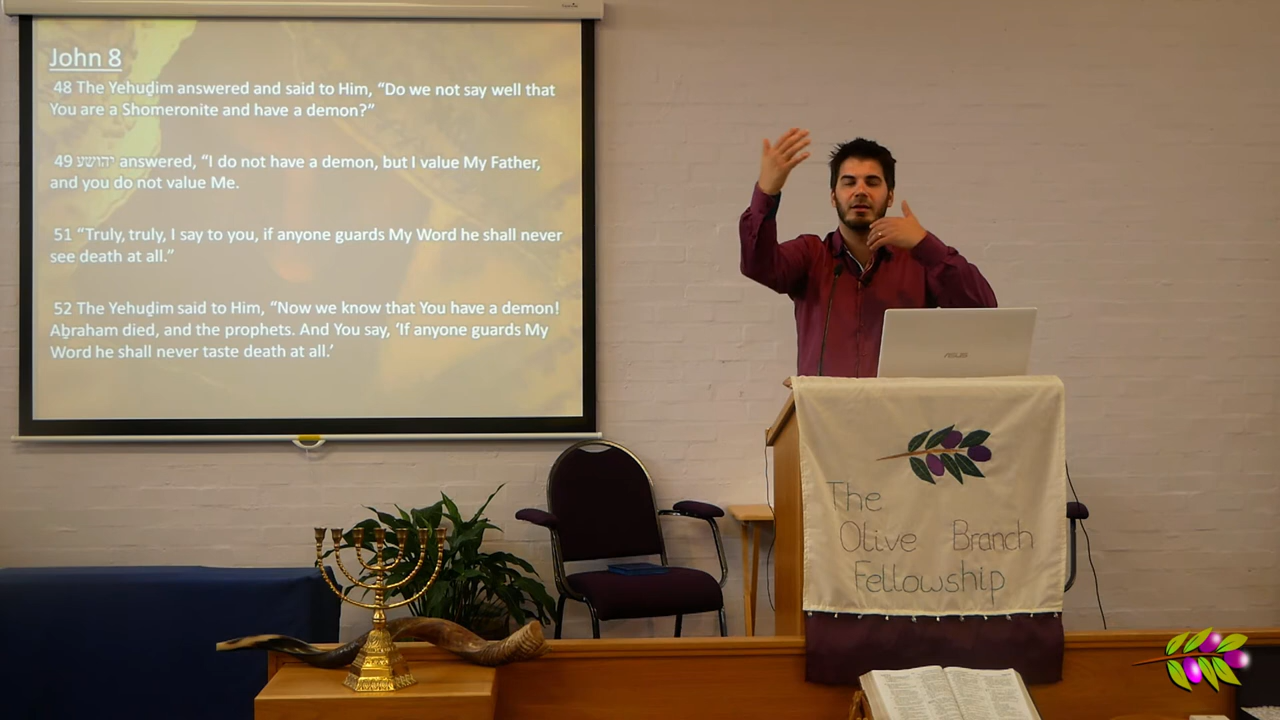 John 8
48 The Yehuḏim answered and said to Him, “Do we not say well that
You are a Shomeronite and have a demon?”
49 יהושע answered, “I do not have a demon, but I value My Father,
and you do not value Me.
51 “Truly, truly, I say to you, if anyone guards My Word he shall never
see death at all.”
52 The Yehuḏim said to Him, “Now we know that You have a demon!
Aḇraham died, and the prophets. And You say, ‘If anyone guards My
Word he shall never taste death at all.’
ASUS
The
Olive Branch
Fellowship